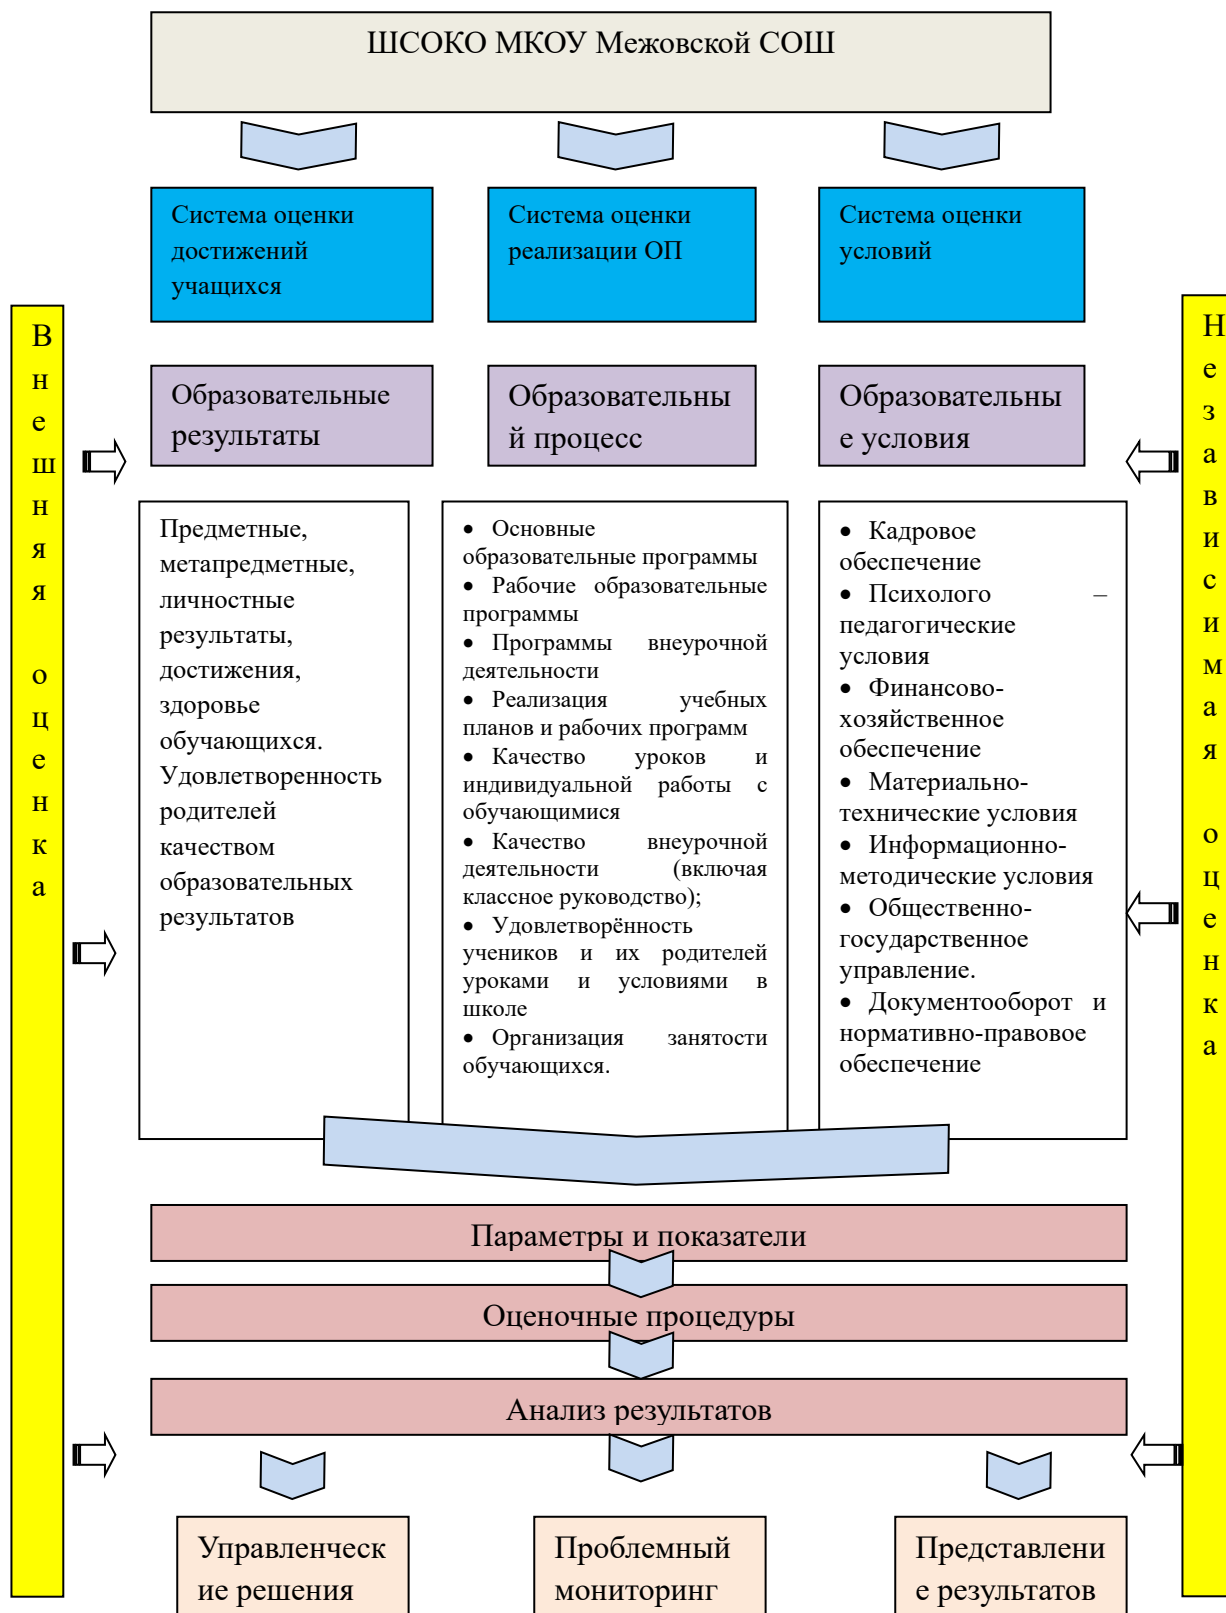 ШСОКО МКОУ Межовской СОШ
Система оценки
достижений
учащихся
Система оценки
реализации ОП
Система оценки
условий
Внешняя оценка
Независимая оценка
Образовательные
результаты
Образовательны
й процесс
Образовательны
е условия
Предметные,
метапредметные,
личностные
результаты,
достижения,
здоровье
обучающихся.
Удовлетворенность
родителей
качеством
образовательных
результатов
• Основные
образовательные программы
• Рабочие образовательные
программы
• Программы внеурочной
деятельности
• Реализация учебных
планов и рабочих программ
• Качество уроков и
индивидуальной работы с
обучающимися
• Качество внеурочной
деятельности (включая
классное руководство);
• Удовлетворённость
учеников и их родителей
уроками и условиями в
школе
• Организация занятости
обучающихся.
• Кадровое
обеспечение
• Психолого –
педагогические
условия
• Финансово-
хозяйственное
обеспечение
• Материально-
технические условия
• Информационно-
методические условия
• Общественно-
государственное
управление.
• Документооборот и
нормативно-правовое
обеспечение
Параметры и показатели
Оценочные процедуры
Анализ результатов
Управленческ
ие решения
Проблемный
мониторинг
Представлени
е результатов